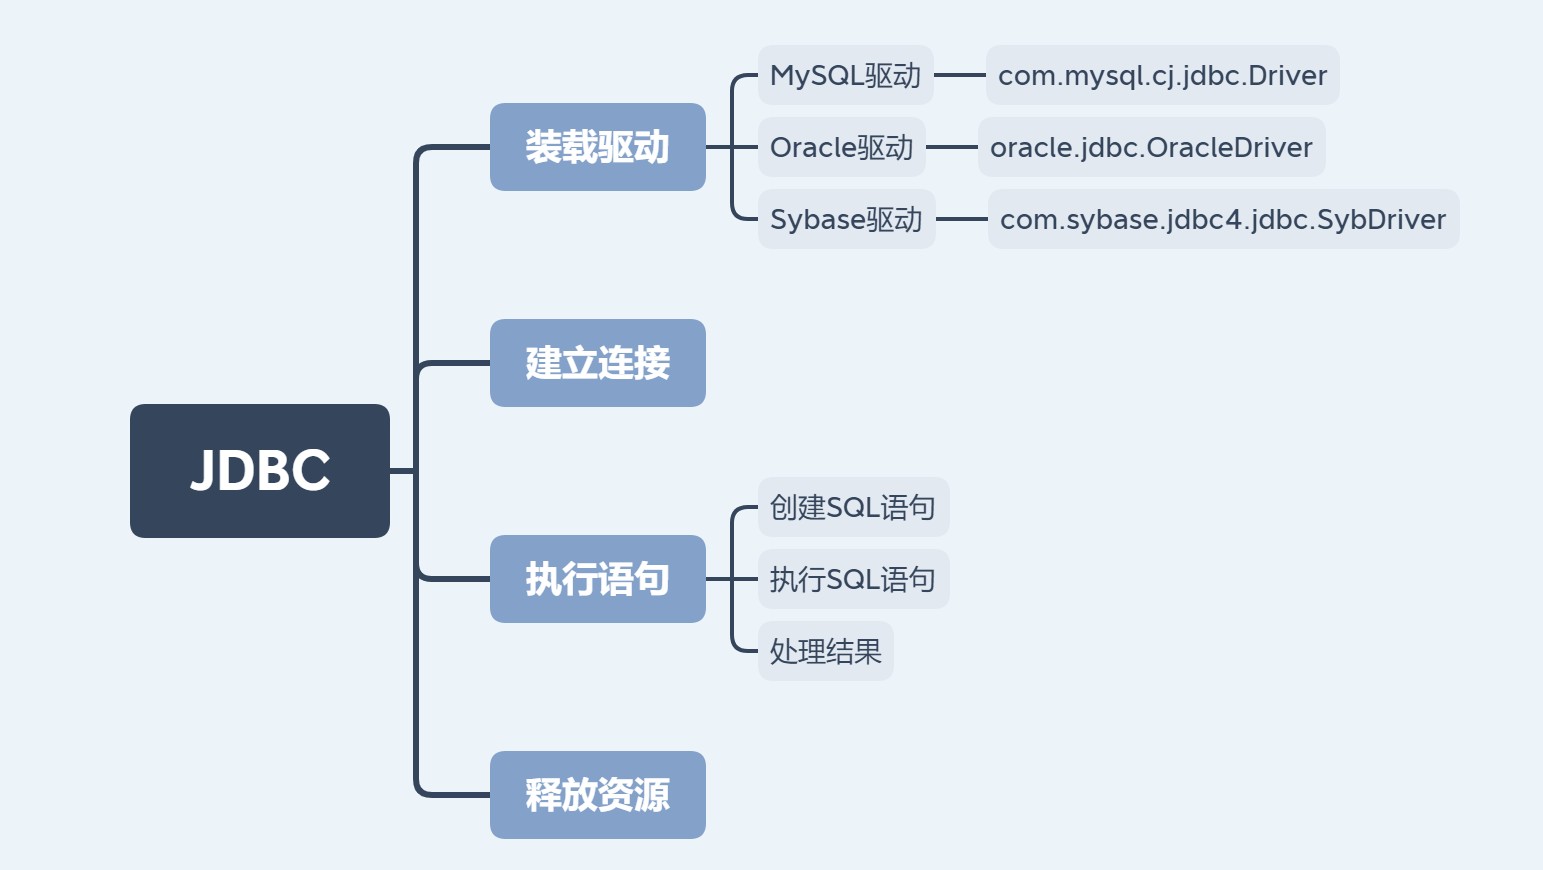 JDBC
装载驱动
MySQL驱动
com.mysql.cj.jdbc.Driver
Oracle驱动
oracle.jdbc.OracleDriver
Sybase驱动
com.sybase.jdbc4.jdbc.SybDriver
建立连接
执行语句
创建SQL语句
执行SQL语句
处理结果
释放资源